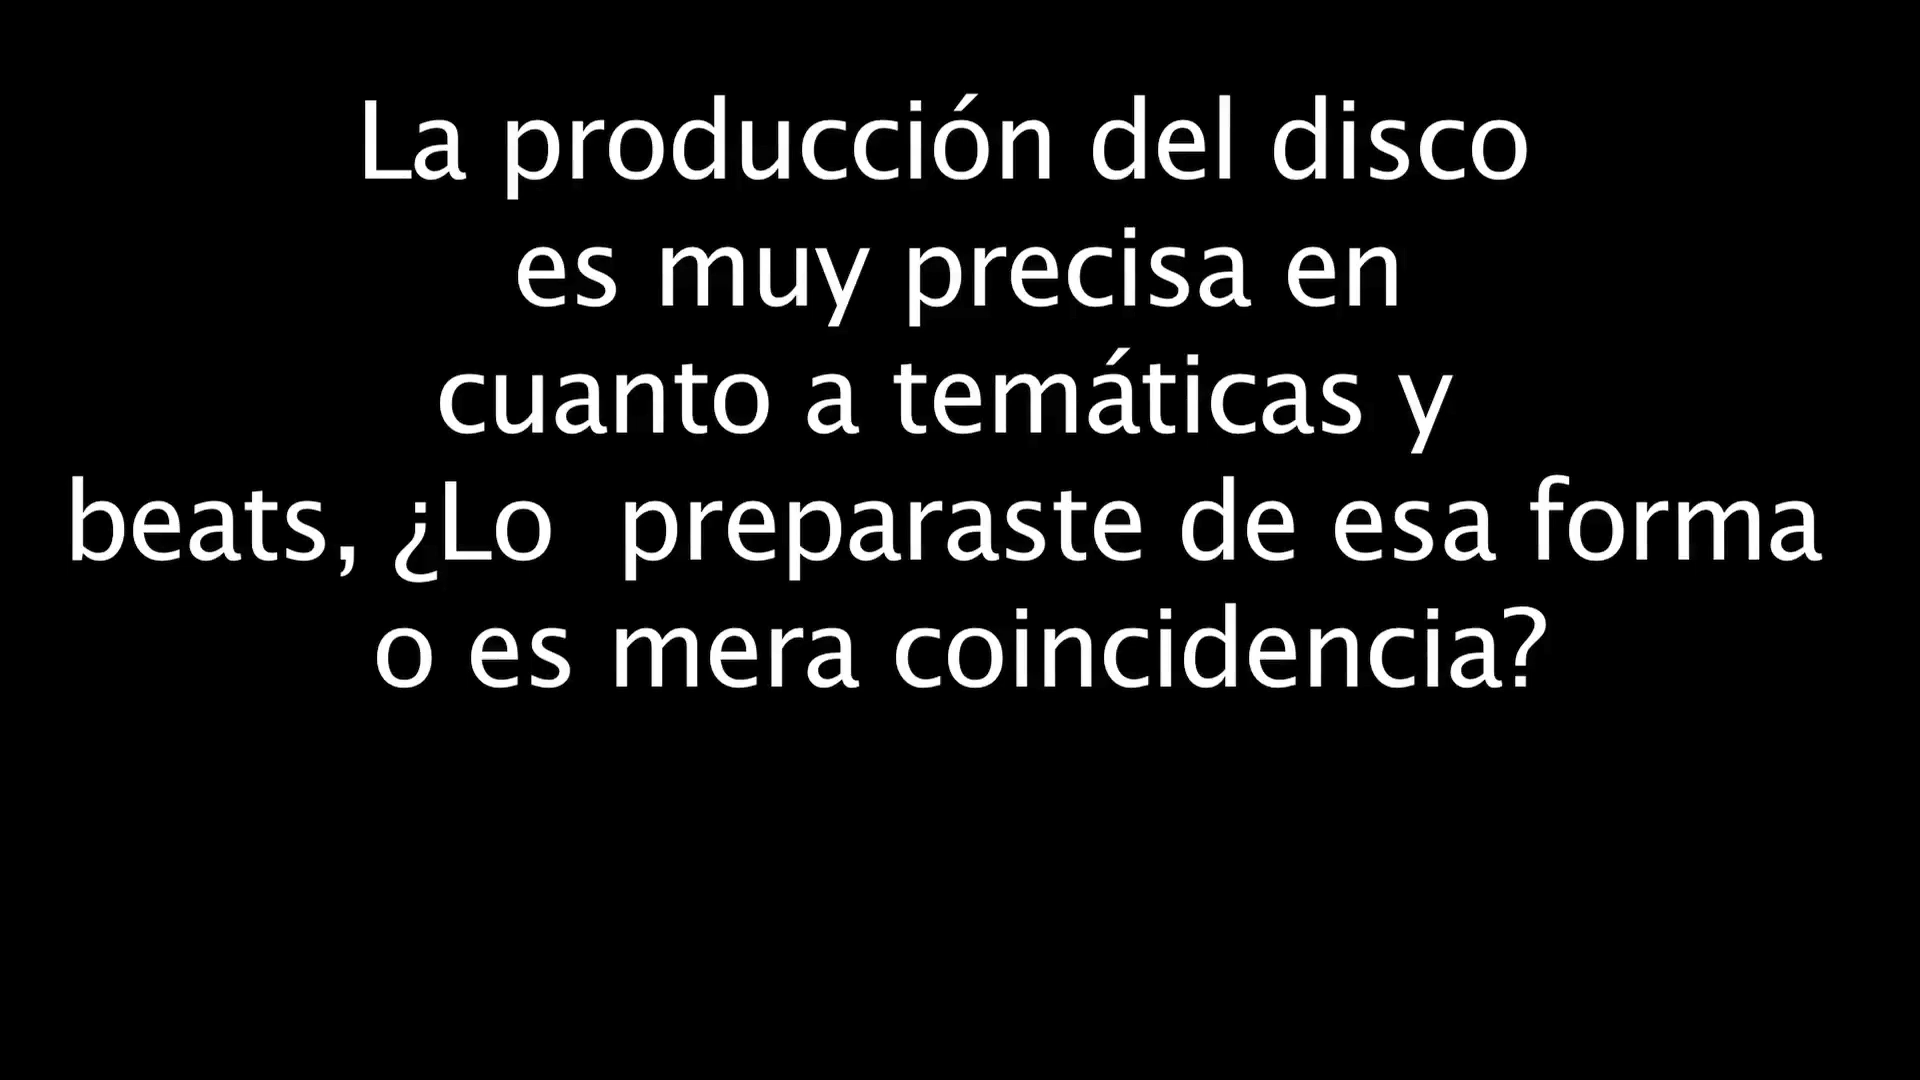 La producción del disco
es muy precisa en
cuanto a temáticas y
beats, ¿Lo  preparaste de esa forma
o es mera coincidencia?